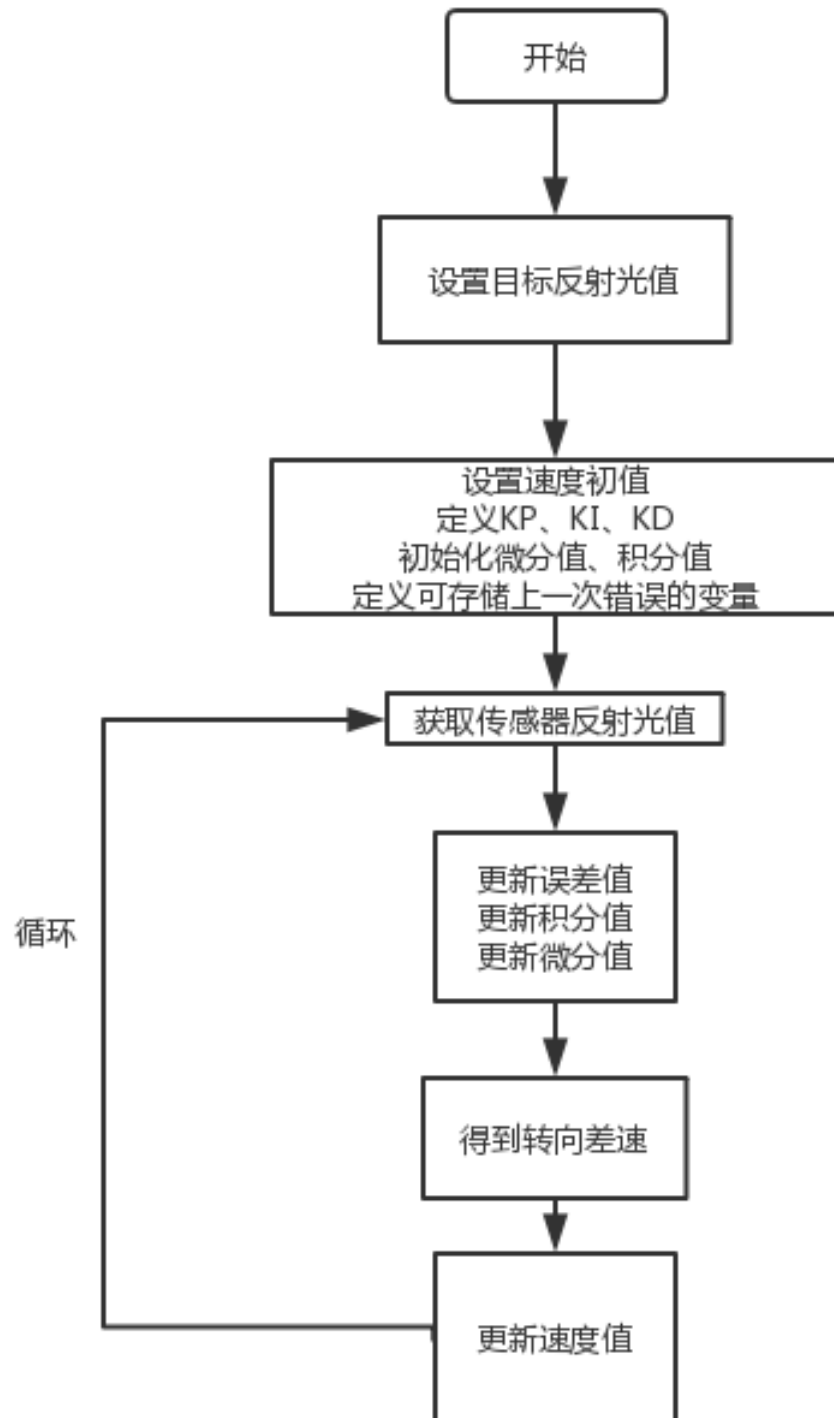 开始
设置目标反射光值
设置速度初值
定义KP、KI、KD
初始化微分值、积分值
定义可存储上一次错误的变量
获取传感器反射光值
更新误差值
更新积分值
更新微分值
循环
得到转向差速
更新速度值